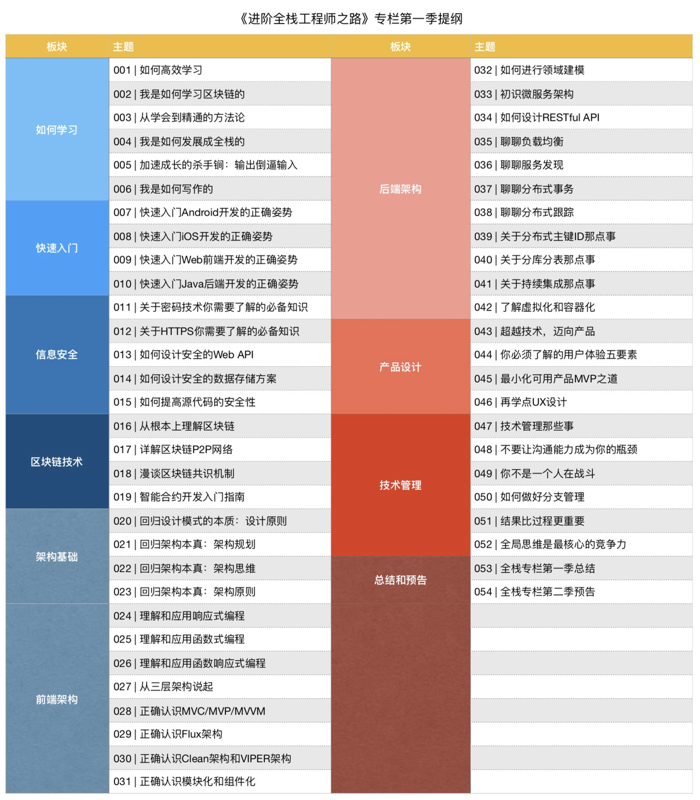 《进阶全栈工程师之路》专栏第一季提纲
板块
主题
如何学习
001 | 如何高效学习
002 | 我是如何学习区块链的
003 | 从学会到精通的方法论
004 | 我是如何发展成全栈的
005 | 加速成长的杀手锏：输出倒逼输入
006 | 我是如何写作的
快速入门
007 | 快速入门Android开发的正确姿势
008 | 快速入门iOS开发的正确姿势
009 | 快速入门Web前端开发的正确姿势
010 | 快速入门Java后端开发的正确姿势
信息安全
011 | 关于密码技术你需要了解的必备知识
012 | 关于HTTPS你需要了解的必备知识
013 | 如何设计安全的Web API
014 | 如何设计安全的数据存储方案
015 | 如何提高源代码的安全性
区块链技术
016 | 从根本上理解区块链
017 | 详解区块链P2P网络
018 | 漫谈区块链共识机制
019 | 智能合约开发入门指南
架构基础
020 | 回归设计模式的本质：设计原则
021 | 回归架构本真：架构规划
022 | 回归架构本真：架构思维
023 | 回归架构本真：架构原则
前端架构
024 | 理解和应用响应式编程
025 | 理解和应用函数式编程
026 | 理解和应用函数响应式编程
027 | 从三层架构说起
028 | 正确认识MVC/MVP/MVVM
029 | 正确认识Flux架构
030 | 正确认识Clean架构和VIPER架构
031 | 正确认识模块化和组件化
板块
主题
后端架构
032 | 如何进行领域建模
033 | 初识微服务架构
034 | 如何设计RESTful API
035 | 聊聊负载均衡
036 | 聊聊服务发现
037 | 聊聊分布式事务
038 | 聊聊分布式跟踪
039 | 关于分布式主键ID那点事
040 | 关于分库分表那点事
041 | 关于持续集成那点事
042 | 了解虚拟化和容器化
产品设计
043 | 超越技术，迈向产品
044 | 你必须了解的用户体验五要素
045 | 最小化可用产品MVP之道
046 | 再学点UX设计
技术管理
047 | 技术管理那些事
048 | 不要让沟通能力成为你的瓶颈
049 | 你不是一个人在战斗
050 | 如何做好分支管理
051 | 结果比过程更重要
052 | 全局思维是最核心的竞争力
总结和预告
053 | 全栈专栏第一季总结
054 | 全栈专栏第二季预告